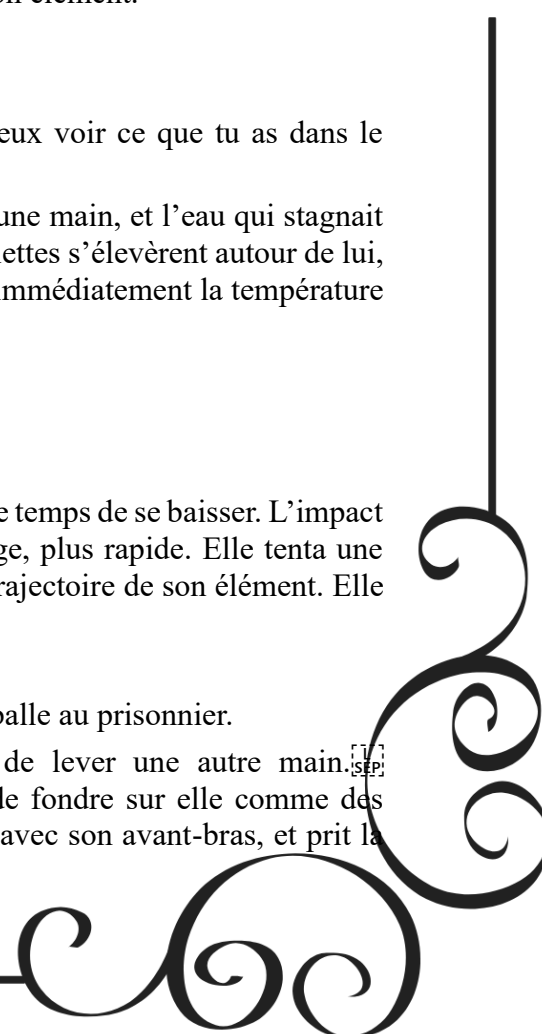 on élément.
eux voir ce que tu as dans le
une main, et l’eau qui stagnait
ettes s’élevèrent autour de lui,
immédiatement la température
e temps de se baisser. L’impact
ge, plus rapide. Elle tenta une
rajectoire de son élément. Elle
balle au prisonnier.
de lever une autre main.
de fondre sur elle comme des
avec son avant-bras, et prit la